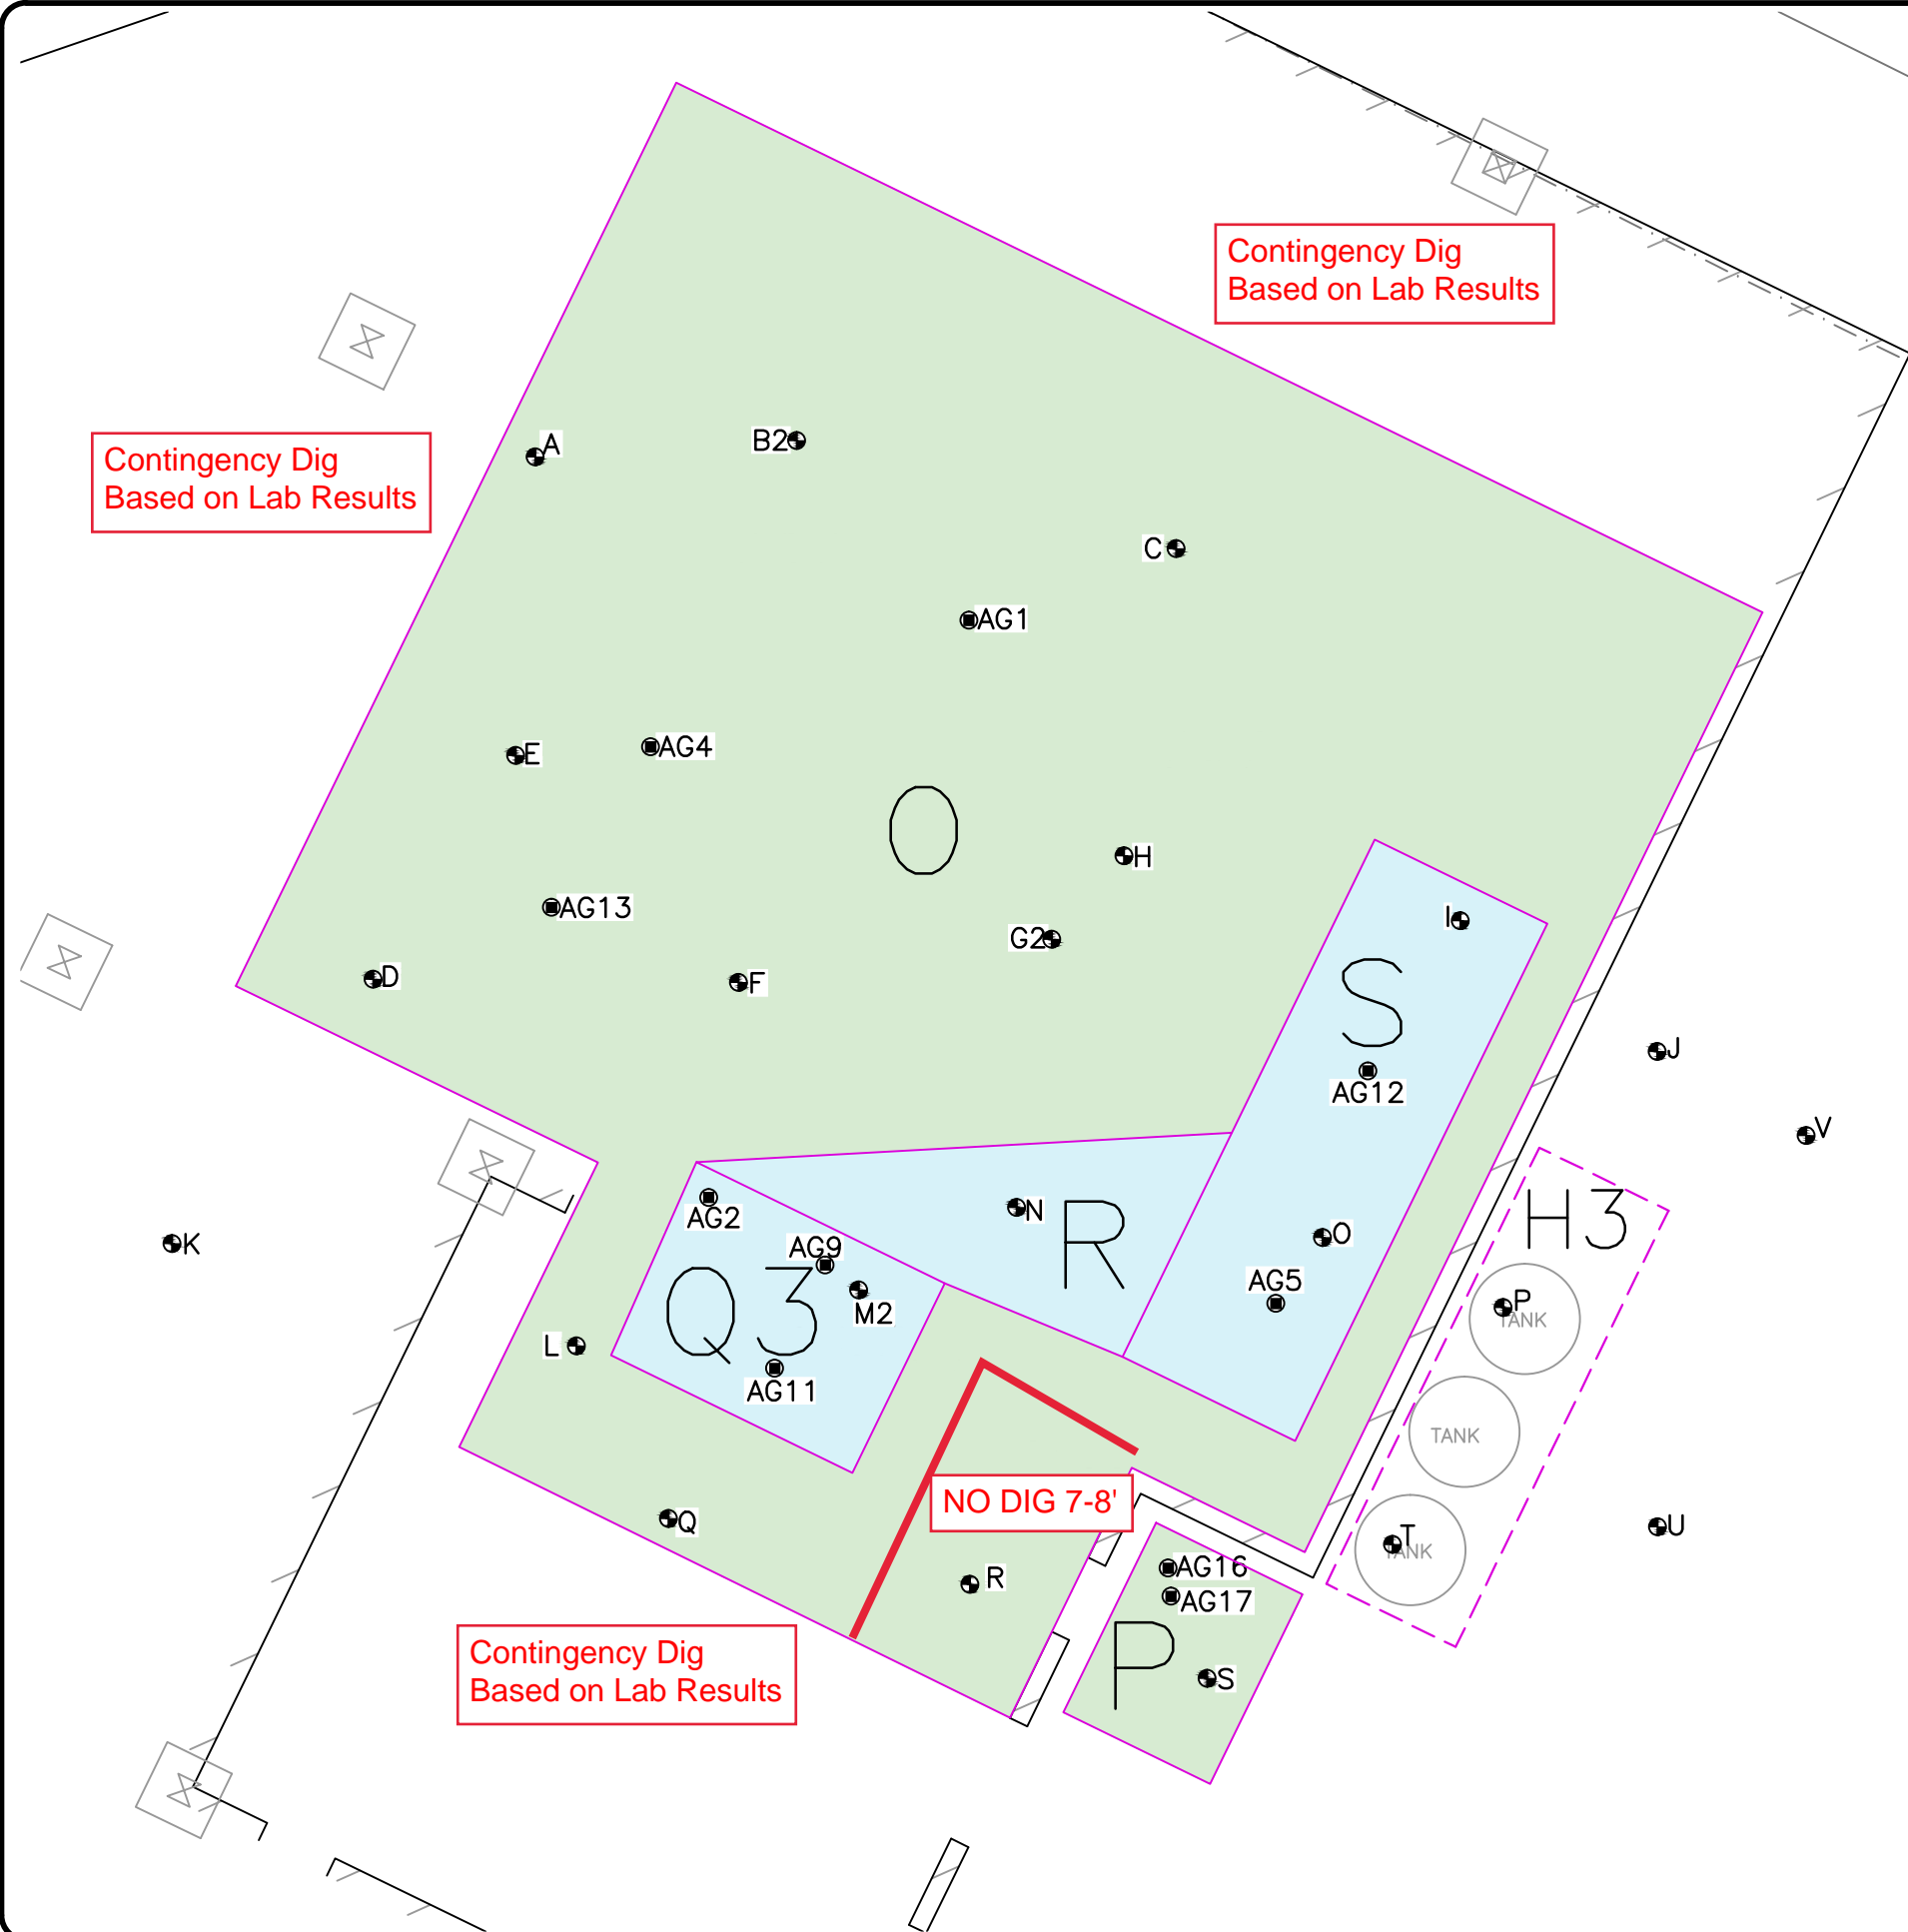 Contingency Dig
Based on Lab Results
Contingency Dig
Based on Lab Results
A
B2
C
AG1
E
AG4
O
H
AG13
I
G2
D
F
S
J
AG12
V
N
R
H3
AG2
O
K
AG9
Q3
AG5
P
TANK
M2
L
AG11
TANK
NO DIG 7-8'
Q
U
T
TANK
AG16
R
AG17
Contingency Dig
Based on Lab Results
P
S